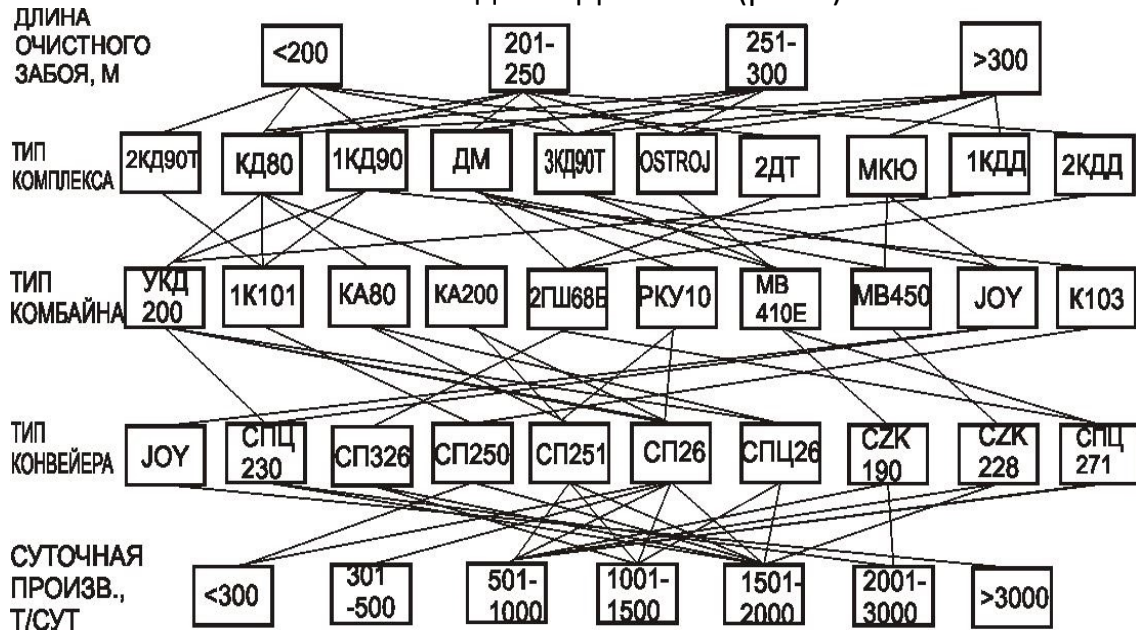 ДЛИНА
ОЧИСТНОГО
ЗАБОЯ, М
<200
201-
250
251-
300
>300
ТИП
КОМПЛЕКСА
2КД90Т
КД80
1КД90
ДМ
3КД90Т
OSTROJ
2ДТ
МКЮ
1КДД
2КДД
ТИП
КОМБАЙНА
УКД
200
1К101
КА80
КА200
2ГШ68Б
РКУ10
МВ
410Е
МВ450
JOY
К103
ТИП
КОНВЕЙЕРА
JOY
СПЦ
230
СП326
СП250
СП251
СП26
СПЦ26
CZK
190
CZK
228
СПЦ
271
СУТОЧНАЯ
ПРОИЗВ.,
Т/СУТ
<300
301
-500
501-
1000
1001-
1500
1501-
2000
2001-
3000
>3000